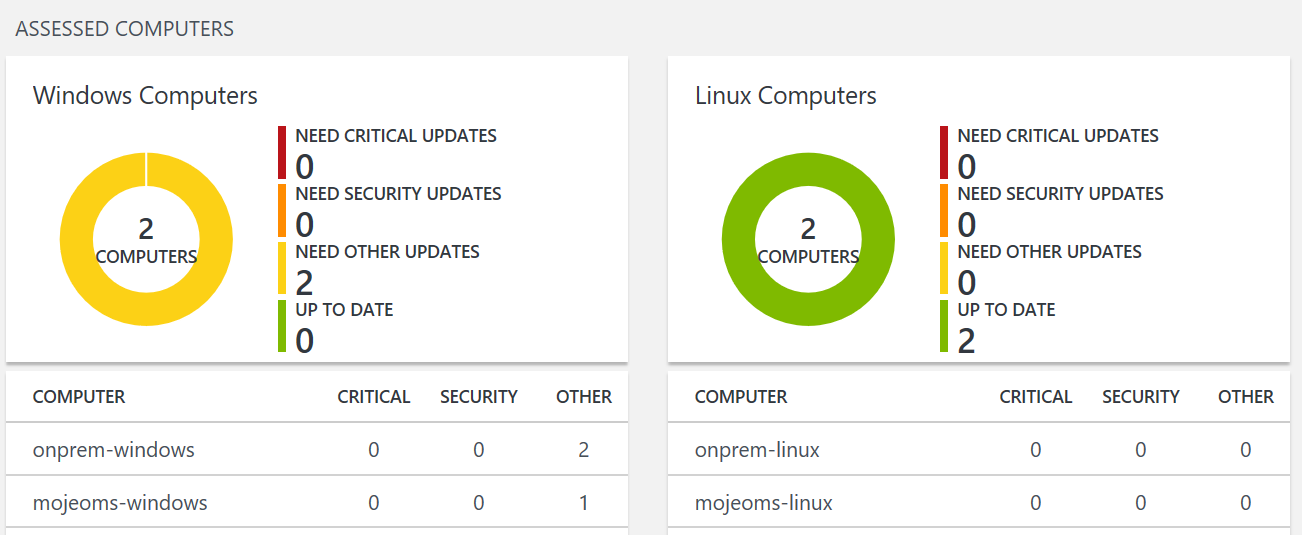 ASSESSED COMPUTERS
Windows Computers
2
COMPUTERS
NEED CRITICAL UPDATES
0
NEED SECURITY UPDATES
0
NEED OTHER UPDATES
2
UP TO DATE
0
COMPUTER CRITICAL SECURITY OTHER
onprem-windows 0 0 2
mojeoms-windows 0 0 1
Linux Computers
2
COMPUTERS
NEED CRITICAL UPDATES
0
NEED SECURITY UPDATES
0
NEED OTHER UPDATES
0
UP TO DATE
2
COMPUTER CRITICAL SECURITY OTHER
onprem-linux 0 0 0
mojeoms-linux 0 0 0